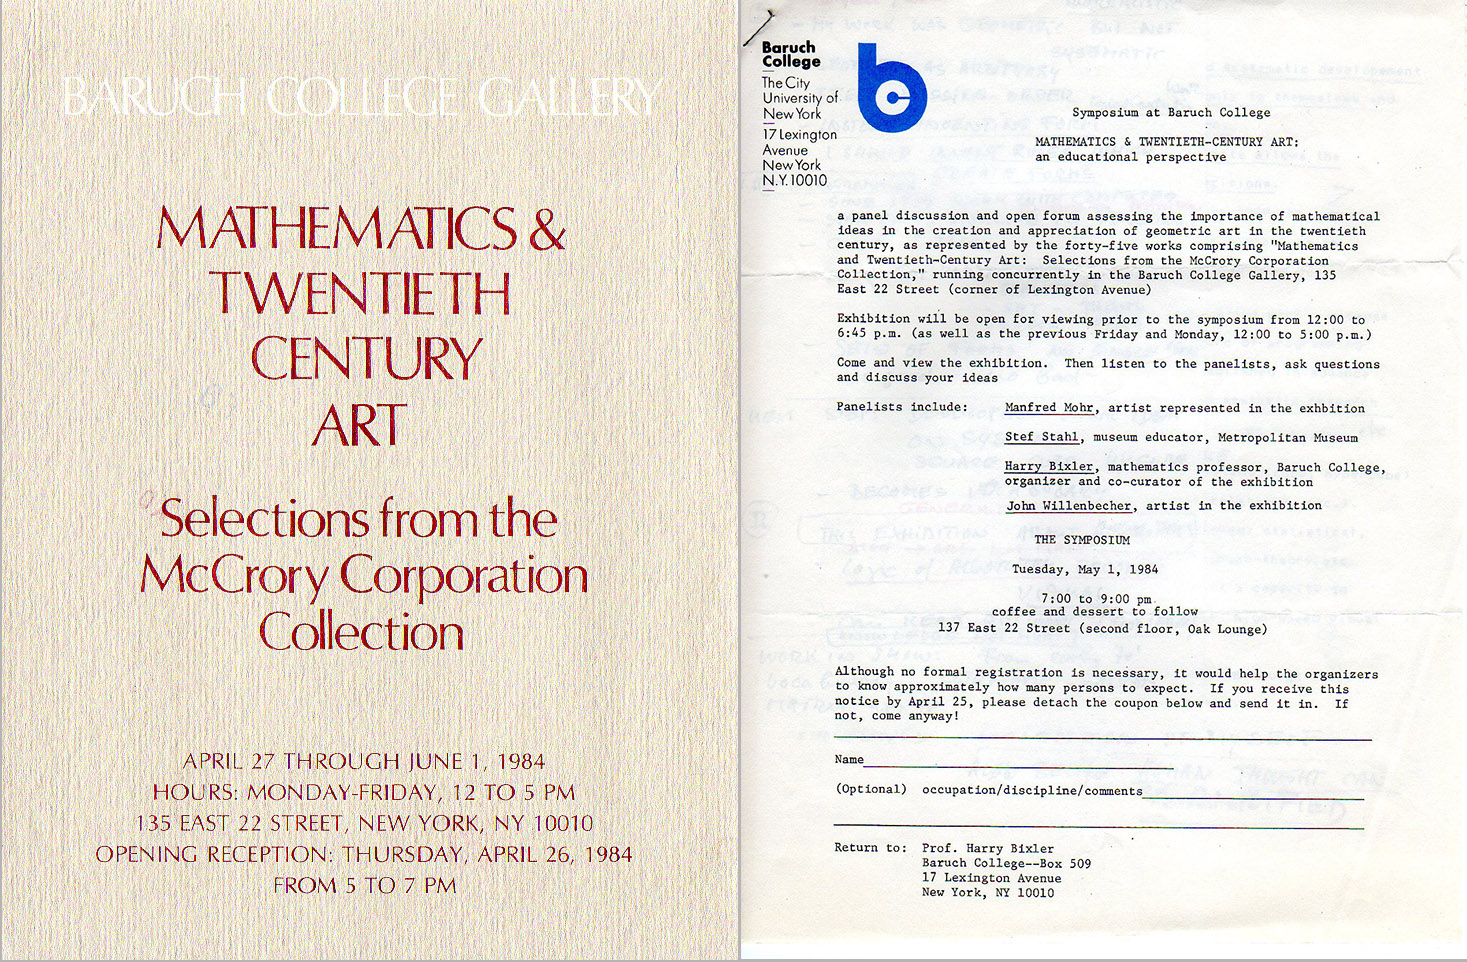 BARUCH COLLEGE GALLERY
MATHEMATICS &
TWENTIETH
CENTURY
ART
Selections from the
McCrory Corporation
Collection
APRIL 27 THROUGH JUNE 1, 1984
HOURS: MONDAY-FRIDAY, 12 TO 5 PM
135 EAST 22 STREET, NEW YORK, NY 10010
OPENING RECEPTION: THURSDAY, APRIL 26, 1984
FROM 5 TO 7 PM
Baruch
College
The City
University of
New York
17 Lexington
Avenue
New York
N.Y. 10010
bc
Symposium at Baruch College
MATHEMATICS & TWENTIETH-CENTURY ART:
an educational perspective
a panel discussion and open forum assessing the importance of mathematical
ideas in the creation and appreciation of geometric art in the twentieth
century, as represented by the forty-five works comprising "Mathematics
and Twentieth-Century Art: Selections from the McCrory Corporation
Collection," running concurrently in the Baruch College Gallery, 135
East 22 Street (corner of Lexington Avenue)
Exhibition will be open for viewing prior to the symposium from 12:00 to
6:45 p.m. (as well as the previous Friday and Monday, 12:00 to 5:00 p.m.)
Come and view the exhibition. Then listen to the panelists, ask questions
and discuss your ideas
Panelists include: Manfred Mohr, artist represented in the exhbition
Stef Stahl, museum educator, Metropolitan Museum
Harry Bixler, mathematics professor, Baruch College,
organizer and co-curator of the exhibition
John Willenbecher, artist in the exhibition
THE SYMPOSIUM
Tuesday, May 1, 1984
7:00 to 9:00 pm
coffee and dessert to follow
137 East 22 Street (second floor, Oak Lounge)
Although no formal registration is necessary, it would help the organizers
to know approximately how many persons to expect. If you receive this
notice by April 25, please detach the coupon below and send it in. If
not, come anyway!
Name
(Optional) occupation/discipline/comments
Return to: Prof. Harry Bixler
Baruch College--Box 509
17 Lexington Avenue
New York, NY 10010